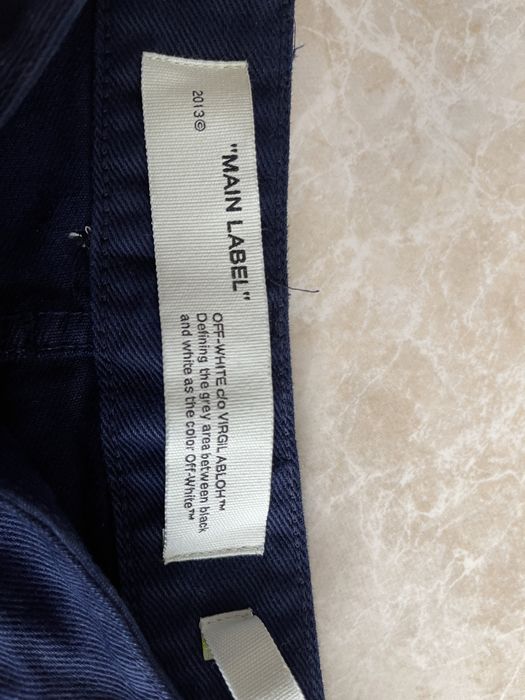 2013©
"MAIN LABEL"
OFF-WHITE c/o VIRGIL ABLOH™
Defining the grey area between black
and white as the color Off-White™